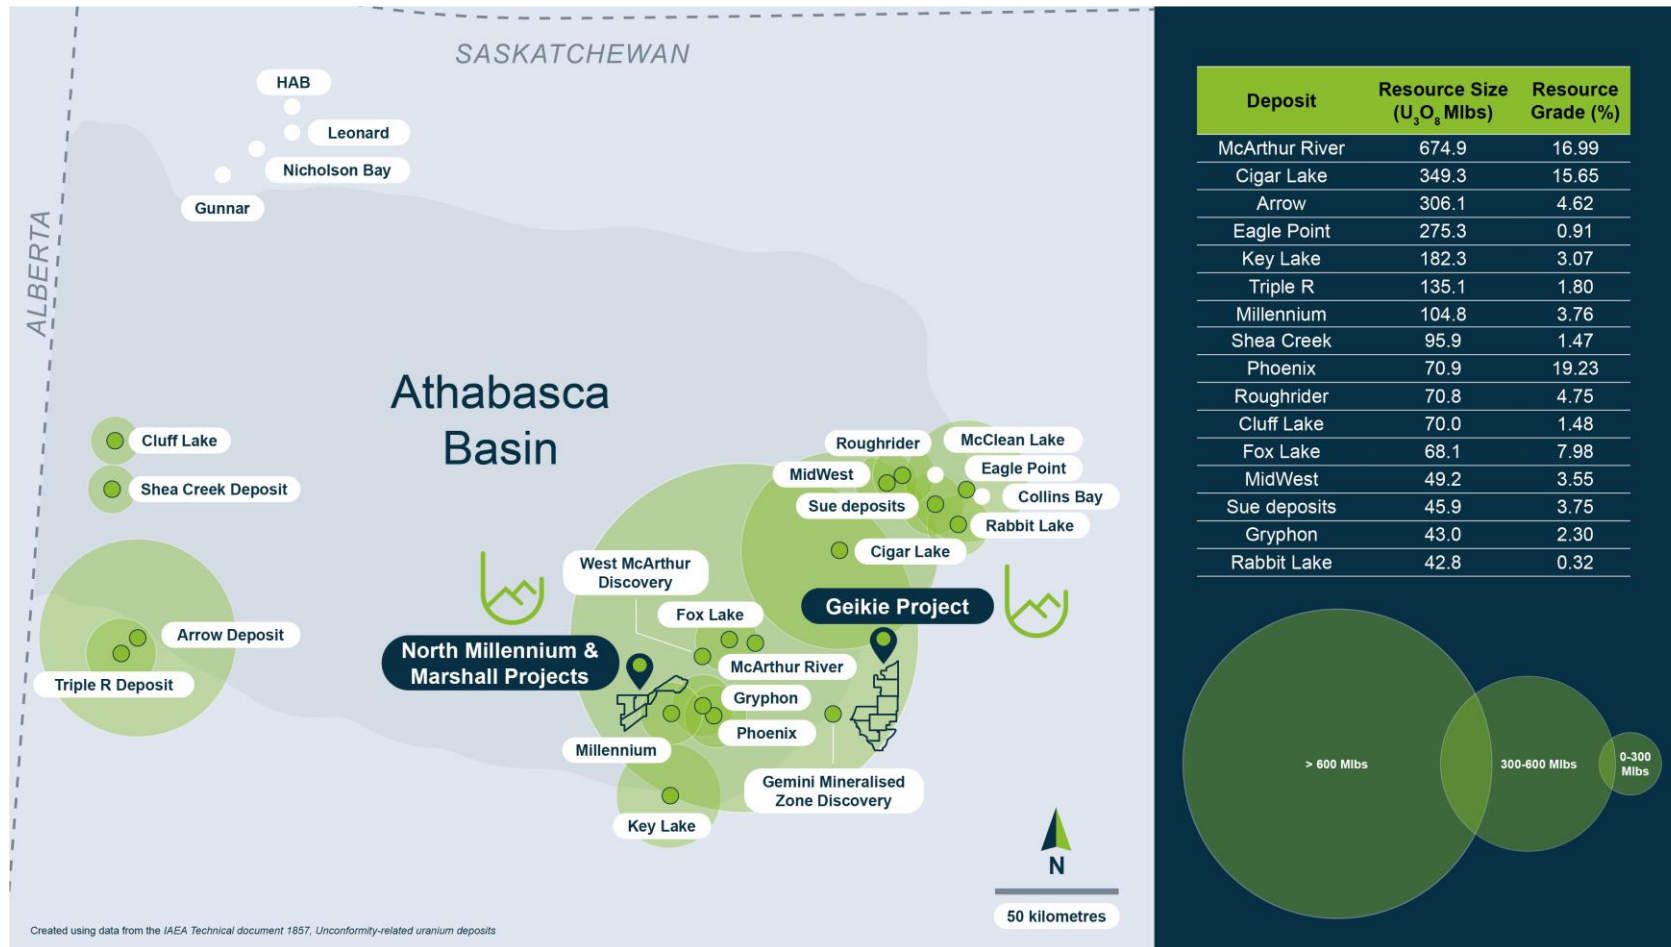 SASKATCHEWAN
HAB
Leonard
Nicholson Bay
Gunnar
ALBERTA
Athabasca
Basin
Cluff Lake
Shea Creek Deposit
Arrow Deposit
Triple R Deposit
Roughrider
McClean Lake
MidWest
Eagle Point
Sue deposits
Collins Bay
Rabbit Lake
Cigar Lake
West McArthur
Discovery
Fox Lake
Geikie Project
North Millennium &
Marshall Projects
McArthur River
Gryphon
Phoenix
Millennium
Gemini Mineralised
Zone Discovery
Key Lake
N
50 kilometres
Created using data from the IAEA Technical document 1857, Unconformity-related uranium deposits
Deposit Resource Size (U₃O₈ Mlbs) Resource Grade (%)
McArthur River 674.9 16.99
Cigar Lake 349.3 15.65
Arrow 306.1 4.62
Eagle Point 275.3 0.91
Key Lake 182.3 3.07
Triple R 135.1 1.80
Millennium 104.8 3.76
Shea Creek 95.9 1.47
Phoenix 70.9 19.23
Roughrider 70.8 4.75
Cluff Lake 70.0 1.48
Fox Lake 68.1 7.98
MidWest 49.2 3.55
Sue deposits 45.9 3.75
Gryphon 43.0 2.30
Rabbit Lake 42.8 0.32
> 600 Mlbs
300-600 Mlbs
0-300
Mlbs